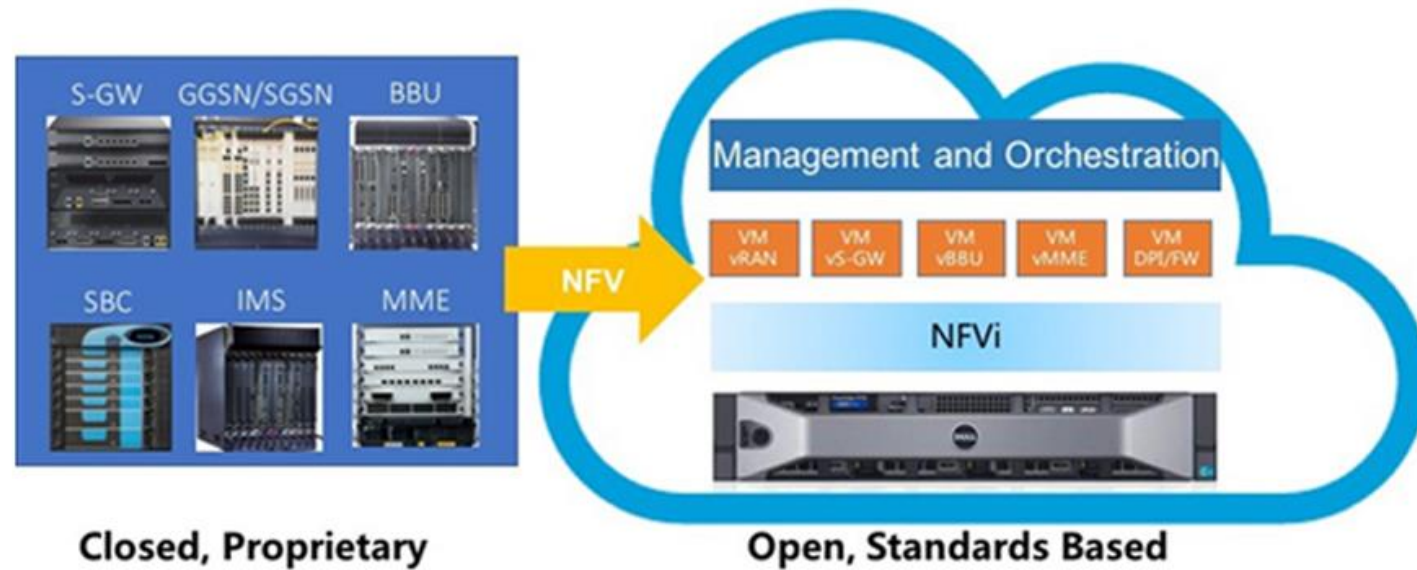 S-GW
GGSN/SGSN
BBU
SBC
IMS
MME
NFV
Management and Orchestration
VM
vRAN
VM
vS-GW
VM
vBBU
VM
vMME
VM
DPI/FW
NFVi
DELL
Closed, Proprietary
Open, Standards Based